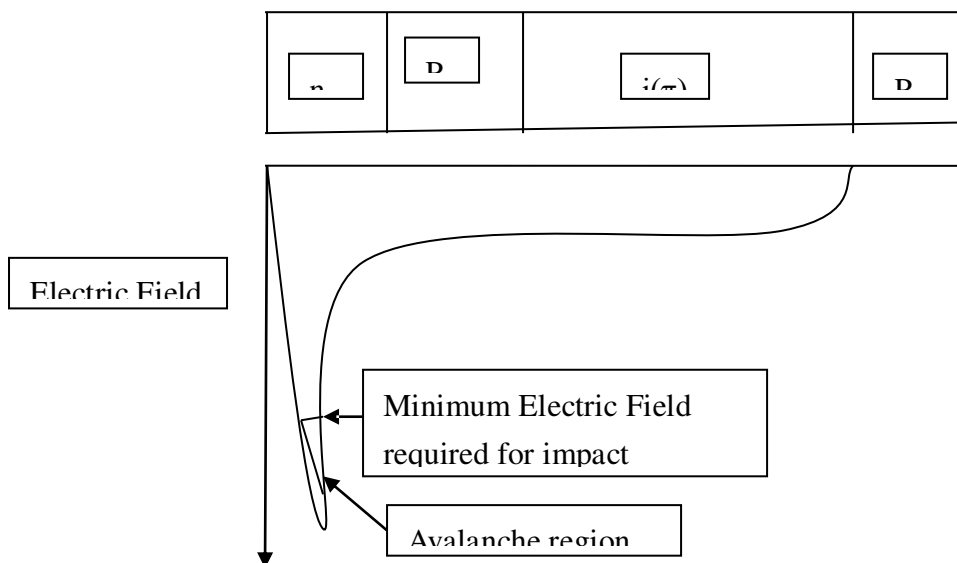 n
P
i(π)
P
Electric Field
Minimum Electric Field
required for impact
Avalanche region